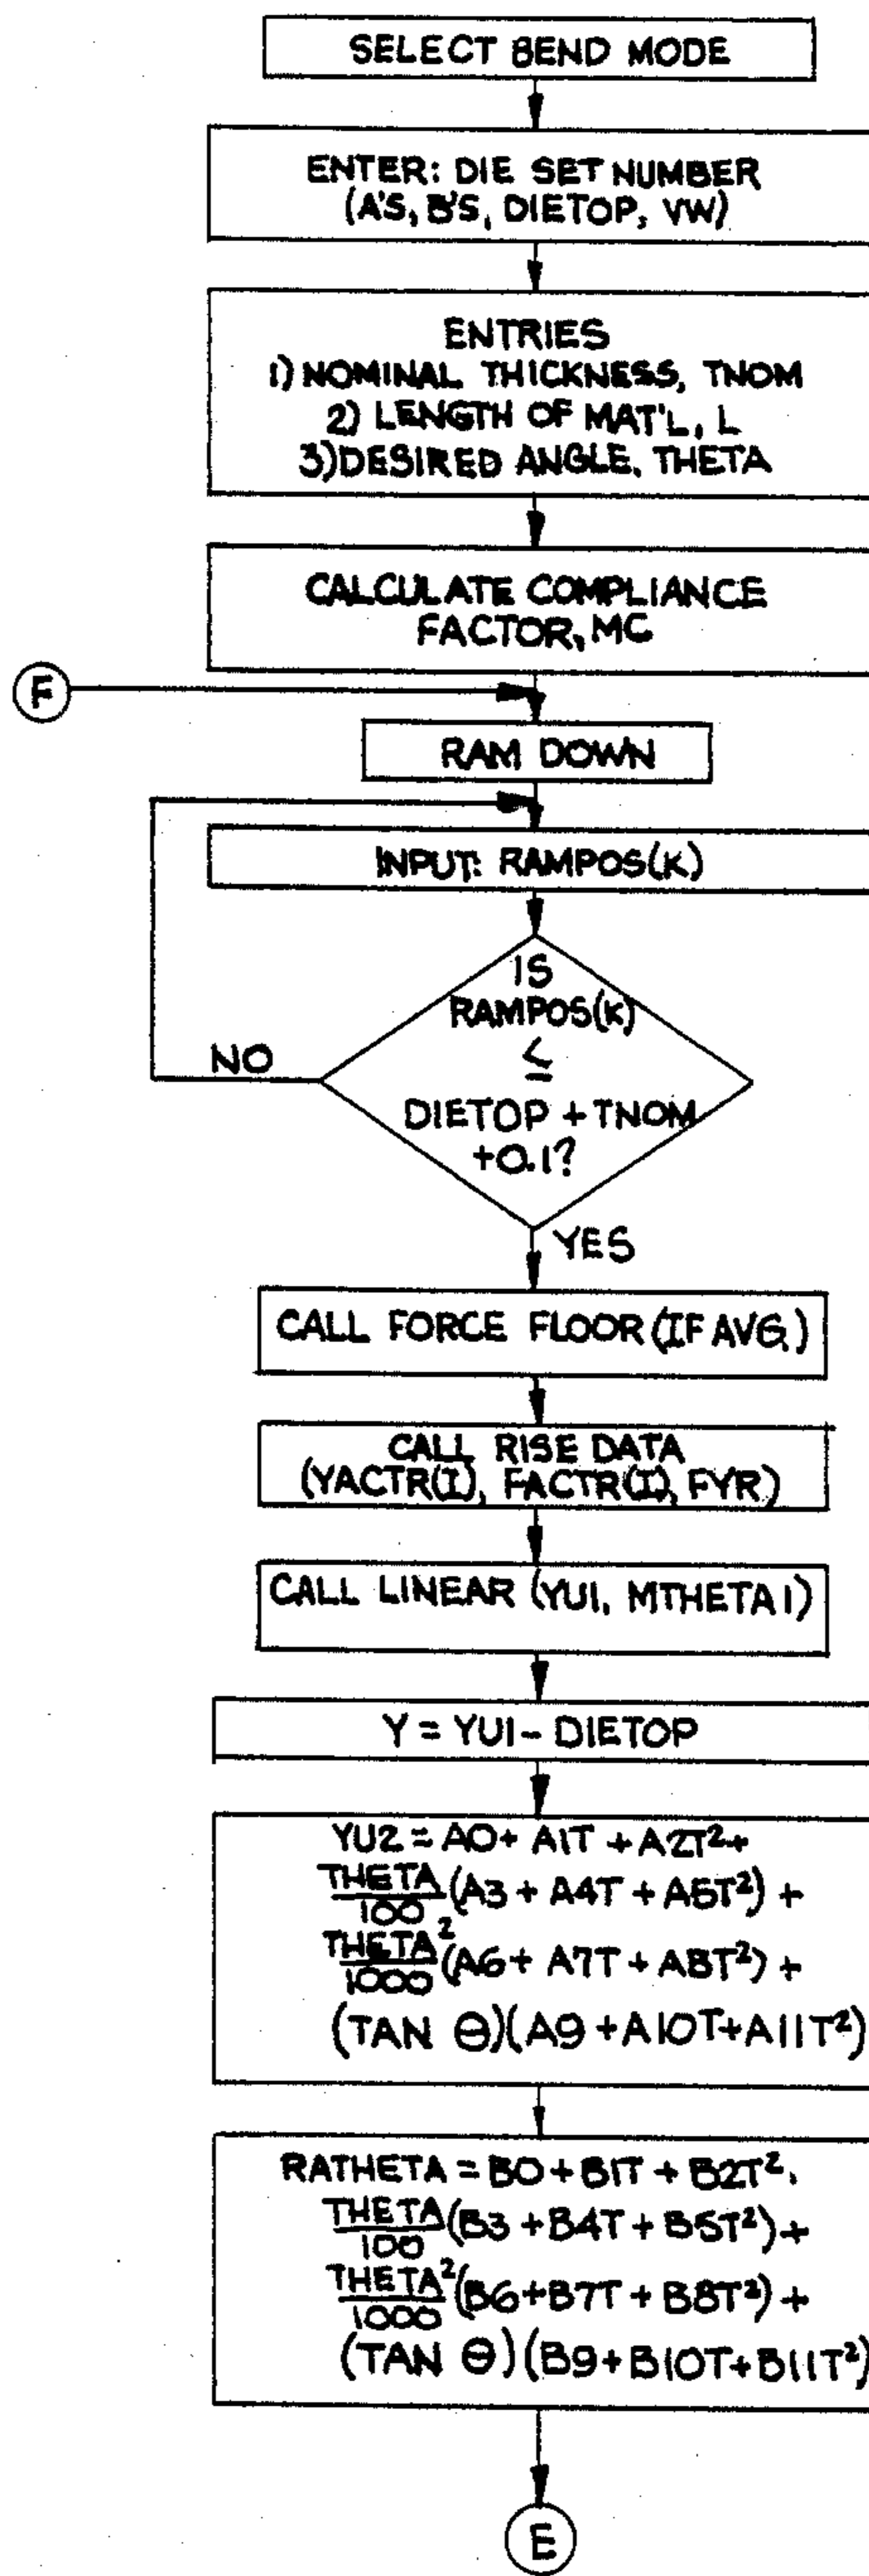 SELECT BEND MODE
ENTER: DIE SET NUMBER
(A'S, B'S, DIETOP, VW)
ENTRIES
1) NOMINAL THICKNESS, TNOM
2) LENGTH OF MAT'L, L
3) DESIRED ANGLE, THETA
CALCULATE COMPLIANCE
FACTOR, MC
F
RAM DOWN
INPUT: RAMPOS(K)
IS
RAMPOS(K)
≤
DIETOP + TNOM
+0.1?
NO
YES
CALL FORCE FLOOR (IF AVG.)
CALL RISE DATA
(YACTR(I), FACTR(I), FYR)
CALL LINEAR (YU1, MTHETA1)
Y = YU1 - DIETOP
YU2 = A0 + A1T + A2T² +
THETA/100 (A3 + A4T + A5T²) +
THETA²/1000 (A6 + A7T + A8T²) +
(TAN Θ)(A9 + A10T + A11T²)
RATHETA = B0 + B1T + B2T².
THETA/100 (B3 + B4T + B5T²) +
THETA²/1000 (B6 + B7T + B8T²) +
(TAN Θ)(B9 + B10T + B11T²)
E